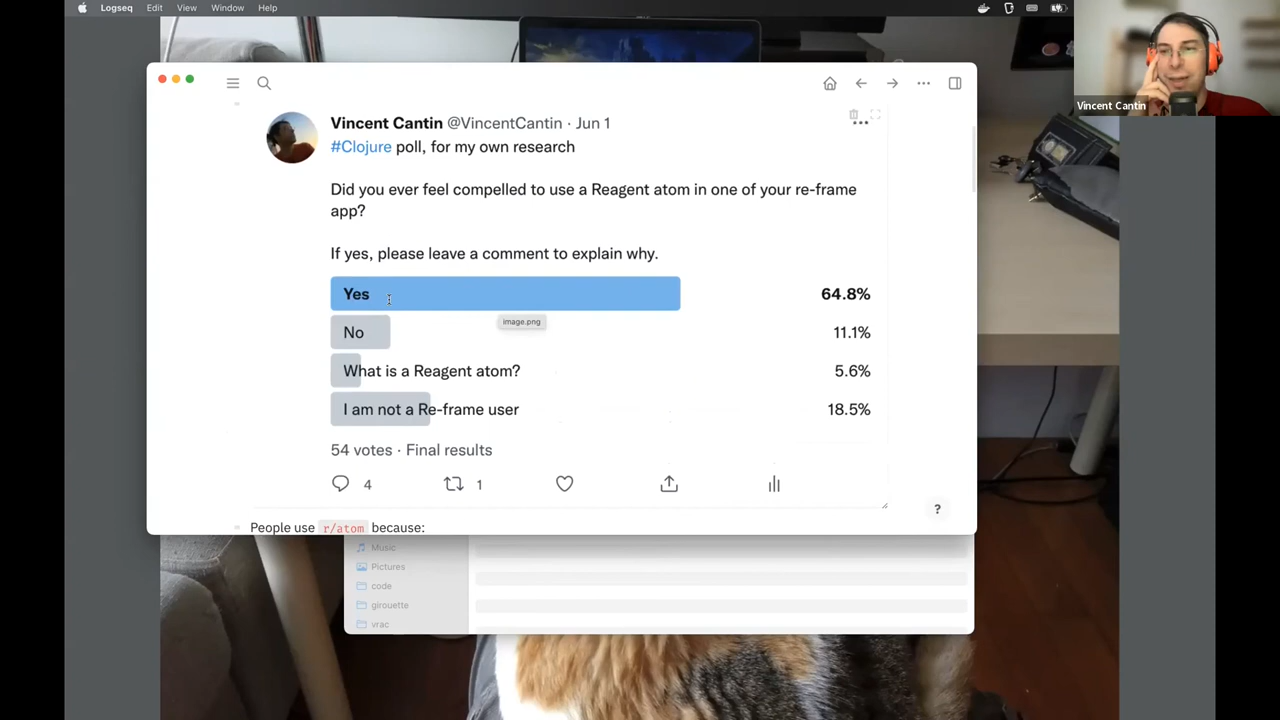 Logseq Edit View Window Help
Vincent Cantin
Vincent Cantin @VincentCantin · Jun 1
#Clojure poll, for my own research
Did you ever feel compelled to use a Reagent atom in one of your re-frame
app?
If yes, please leave a comment to explain why.
Yes 64.8%
image.png
No 11.1%
What is a Reagent atom? 5.6%
I am not a Re-frame user 18.5%
54 votes · Final results
4 1
?
People use r/atom because:
Music
Pictures
code
girouette
vrac